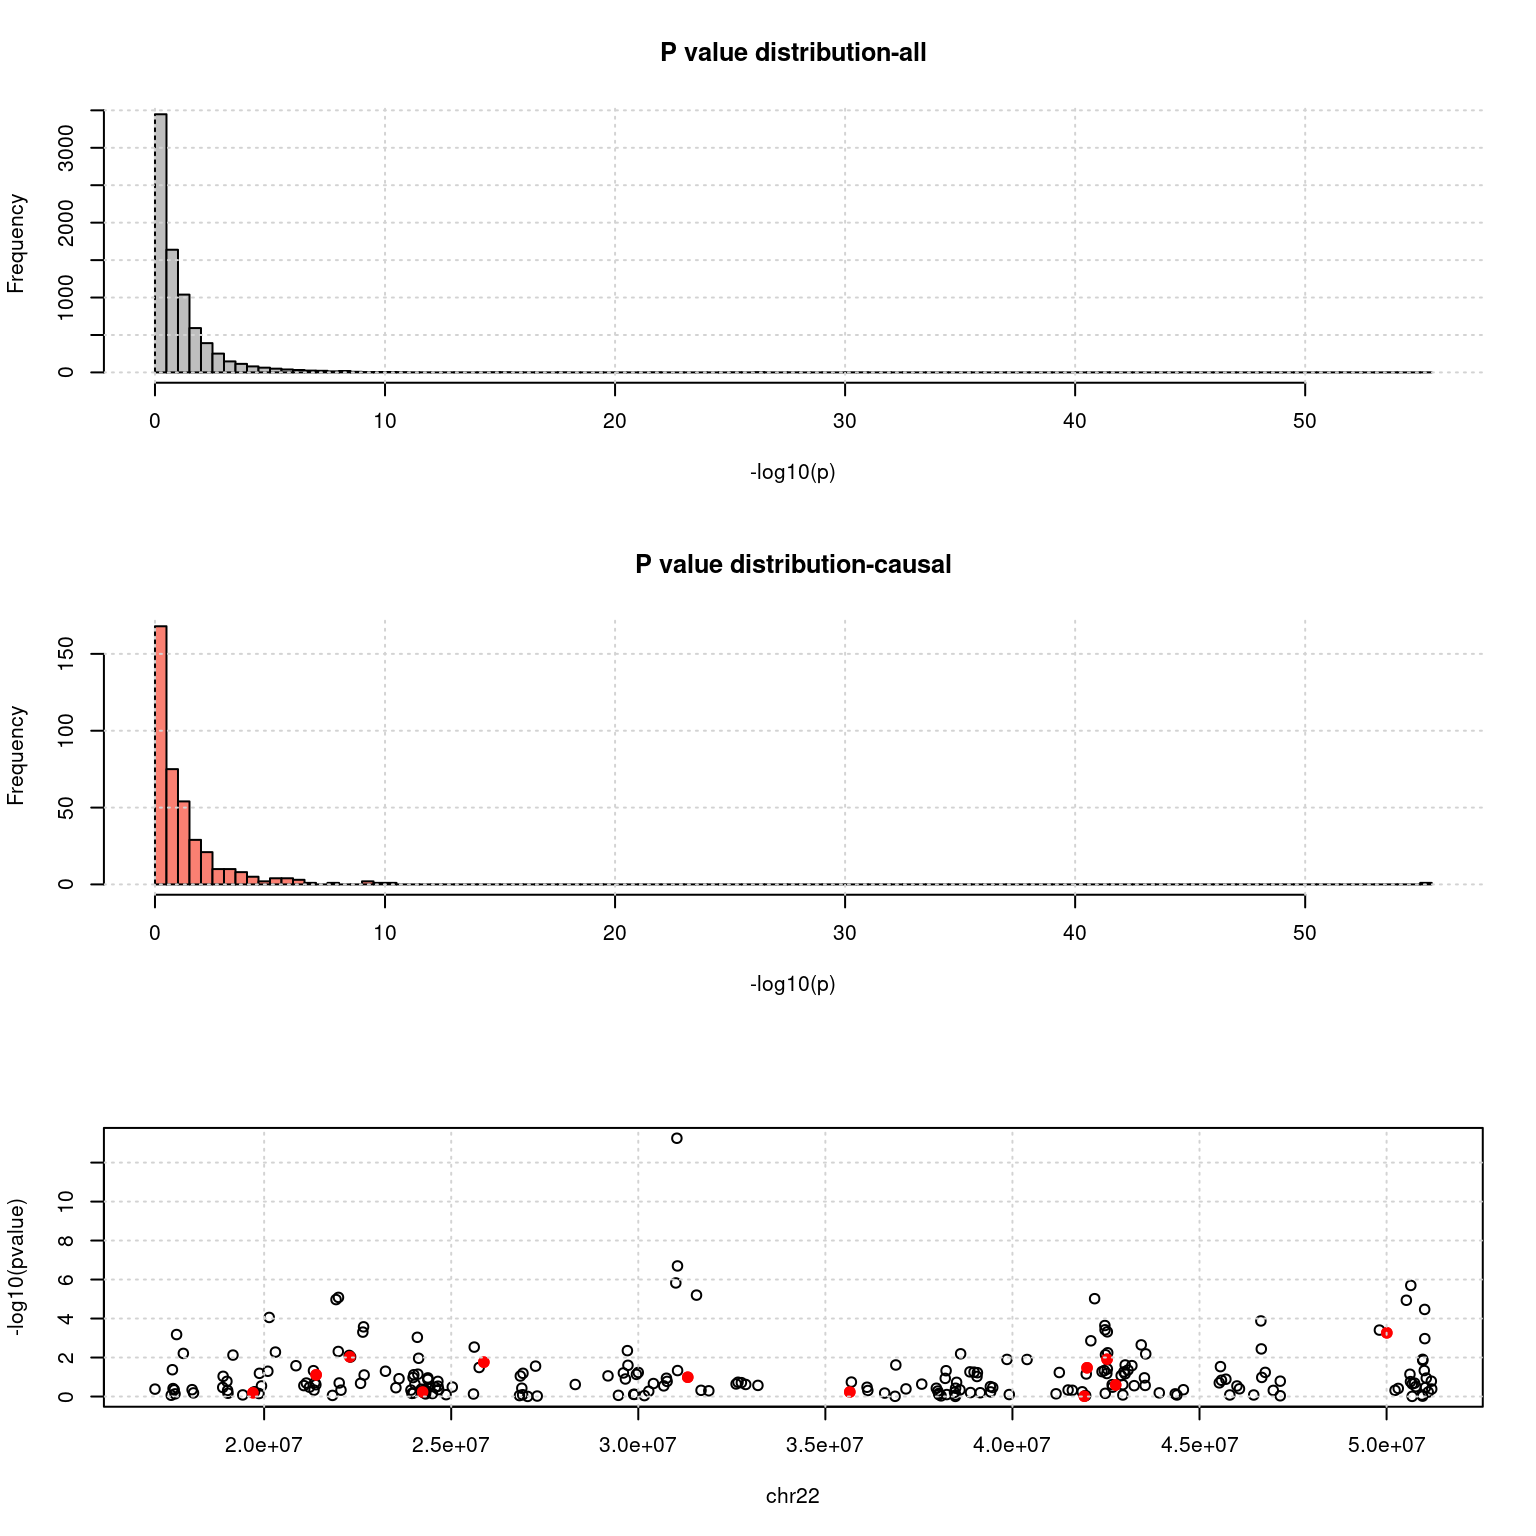 P value distribution-all
Frequency
3000
2000
1000
0
0 10 20 30 40 50
-log10(p)
P value distribution-causal
Frequency
150
100
50
0
0 10 20 30 40 50
-log10(p)
-log10(pvalue)
10
8
6
4
2
0
2.0e+07 2.5e+07 3.0e+07 3.5e+07 4.0e+07 4.5e+07 5.0e+07
chr22